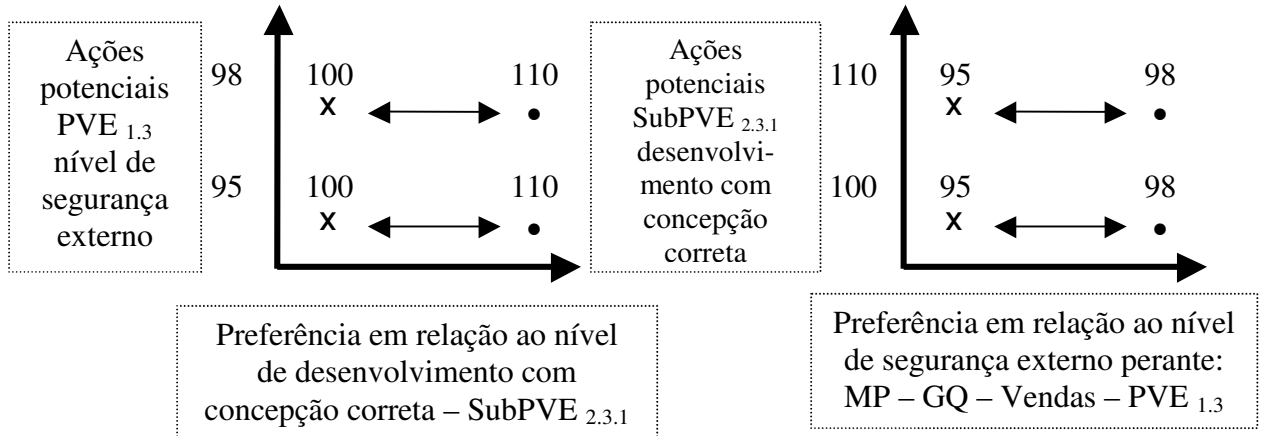 Ações
potenciais
PVE 1.3
nível de
segurança
externo
98
100
110
x
•
95
100
110
x
•
Preferência em relação ao nível
de desenvolvimento com
concepção correta – SubPVE 2.3.1
Ações
potenciais
SubPVE 2.3.1
desenvolvi-
mento com
concepção
correta
110
95
98
x
•
100
95
98
x
•
Preferência em relação ao nível
de segurança externo perante:
MP – GQ – Vendas – PVE 1.3